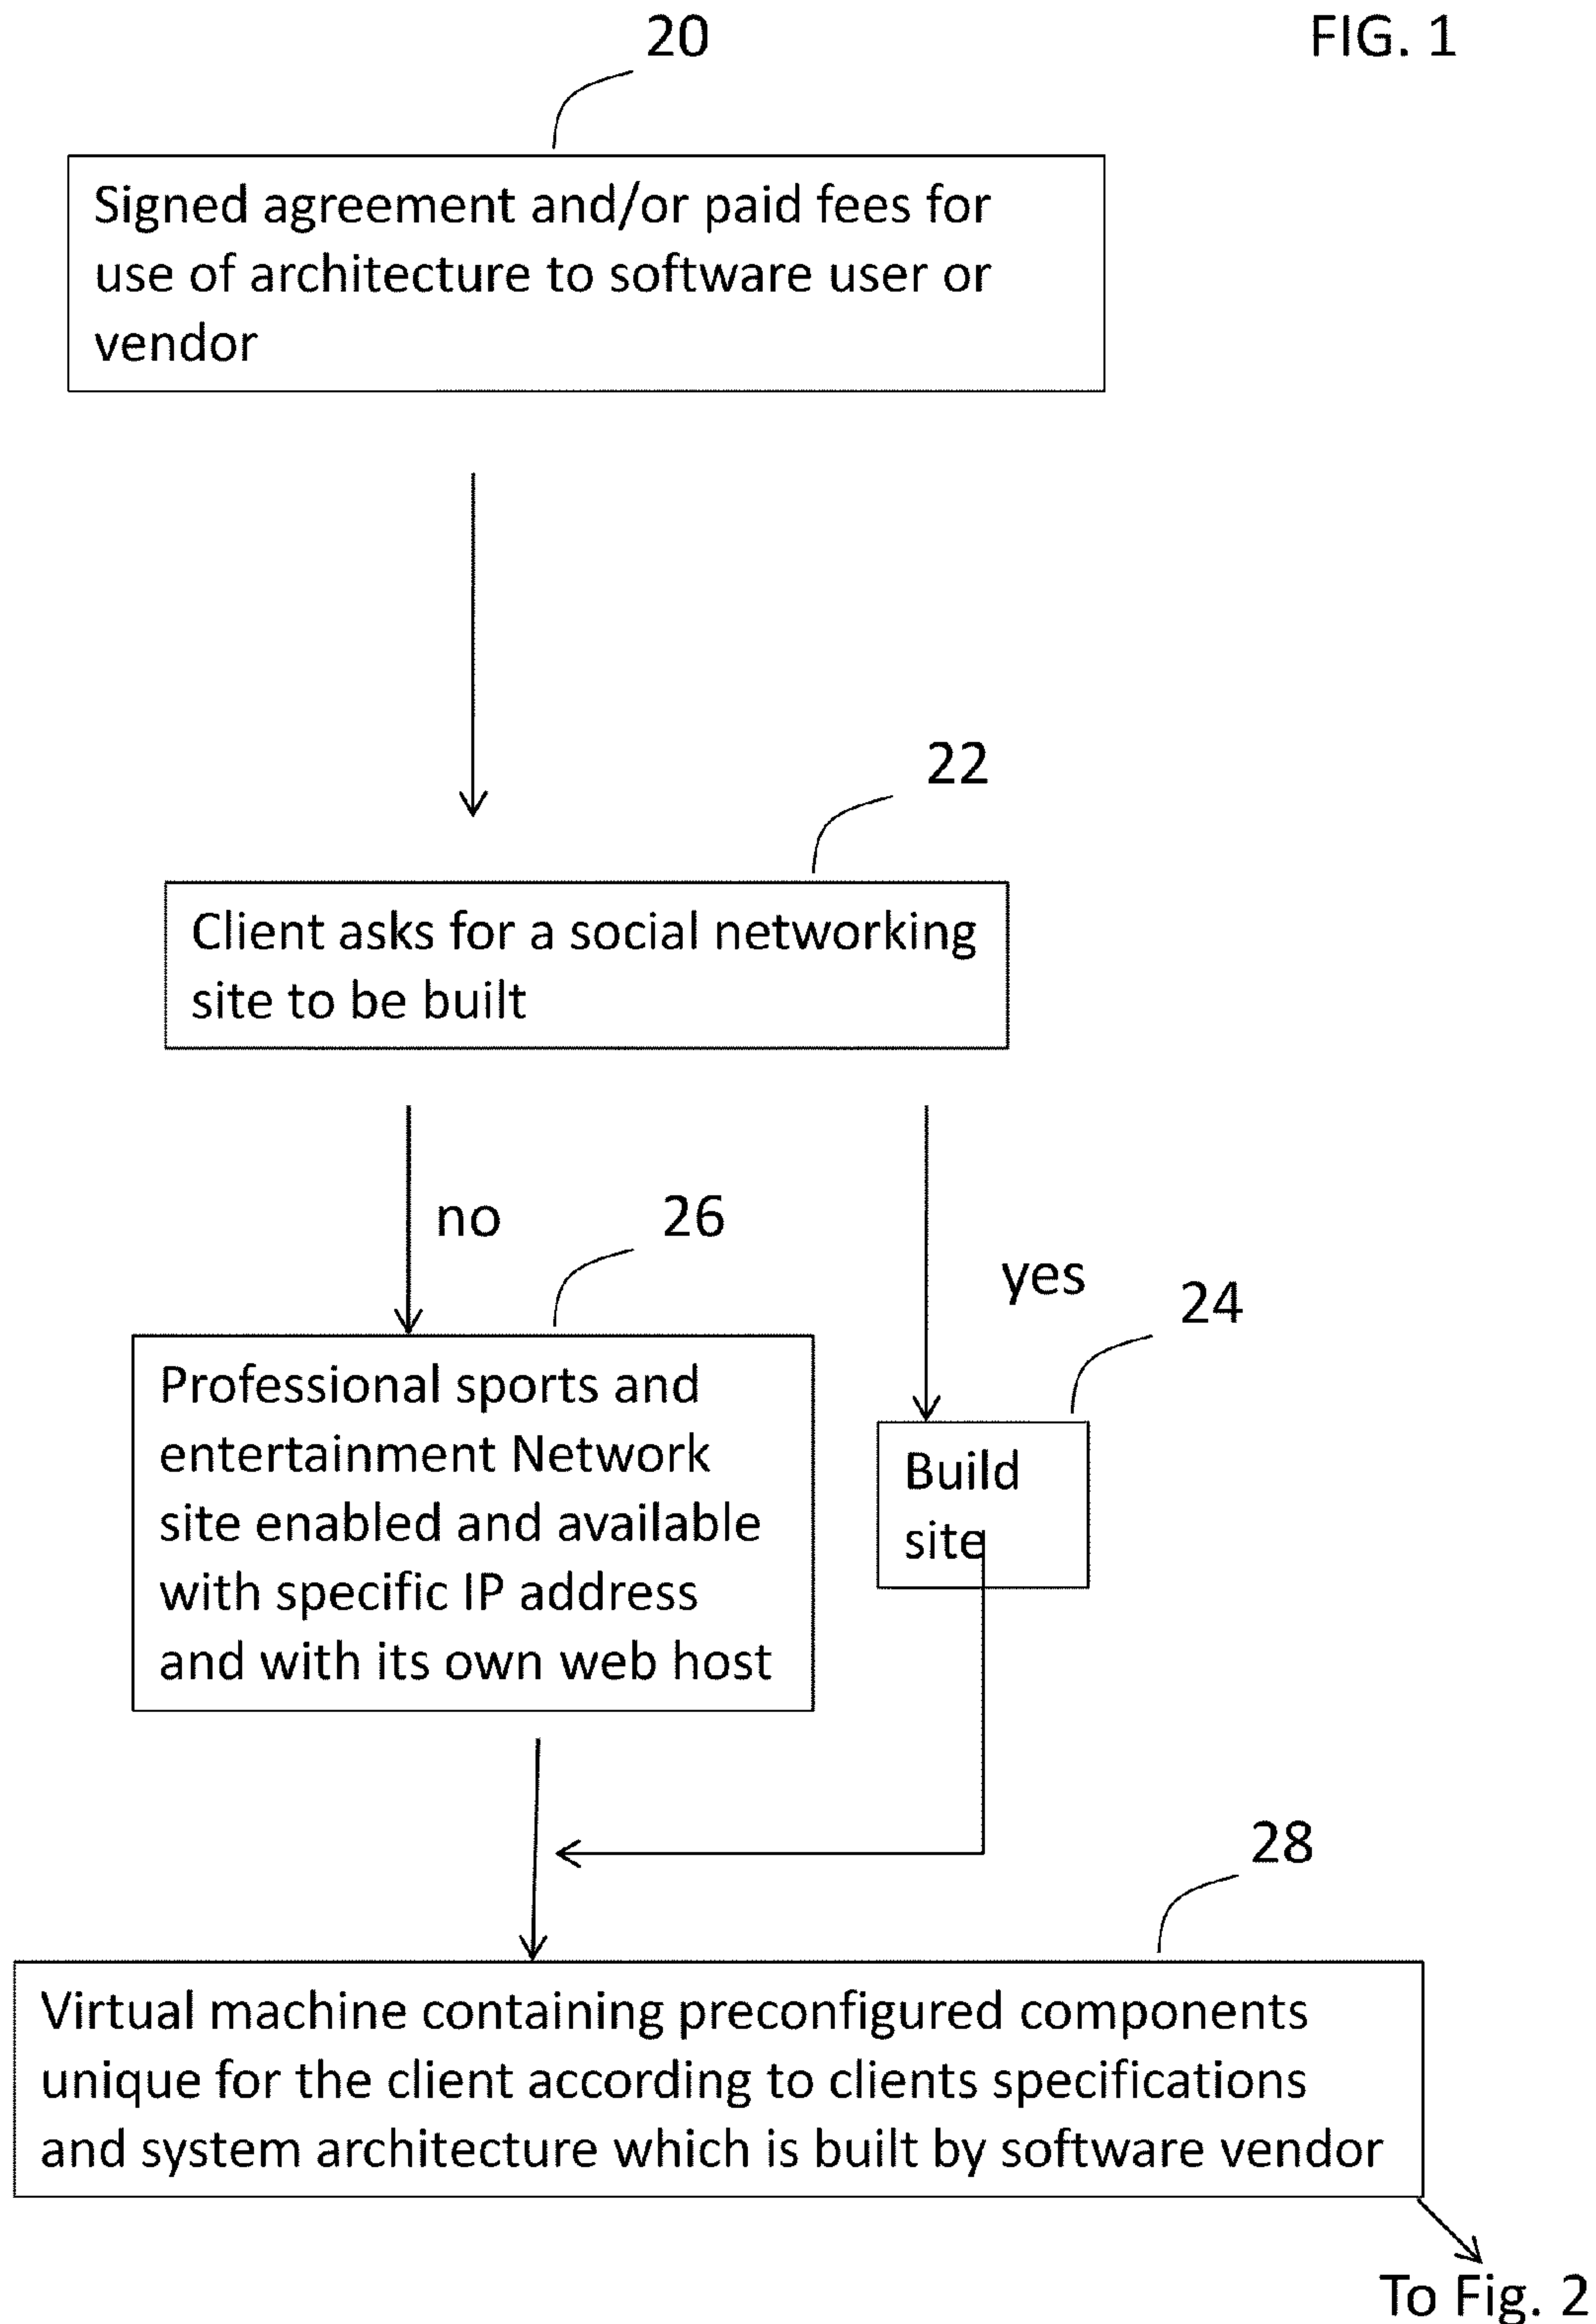 20
FIG. 1
Signed agreement and/or paid fees for
use of architecture to software user or
vendor
22
Client asks for a social networking
site to be built
no
26
yes
24
Professional sports and
entertainment Network
site enabled and available
with specific IP address
and with its own web host
Build
site
28
Virtual machine containing preconfigured components
unique for the client according to clients specifications
and system architecture which is built by software vendor
To Fig. 2